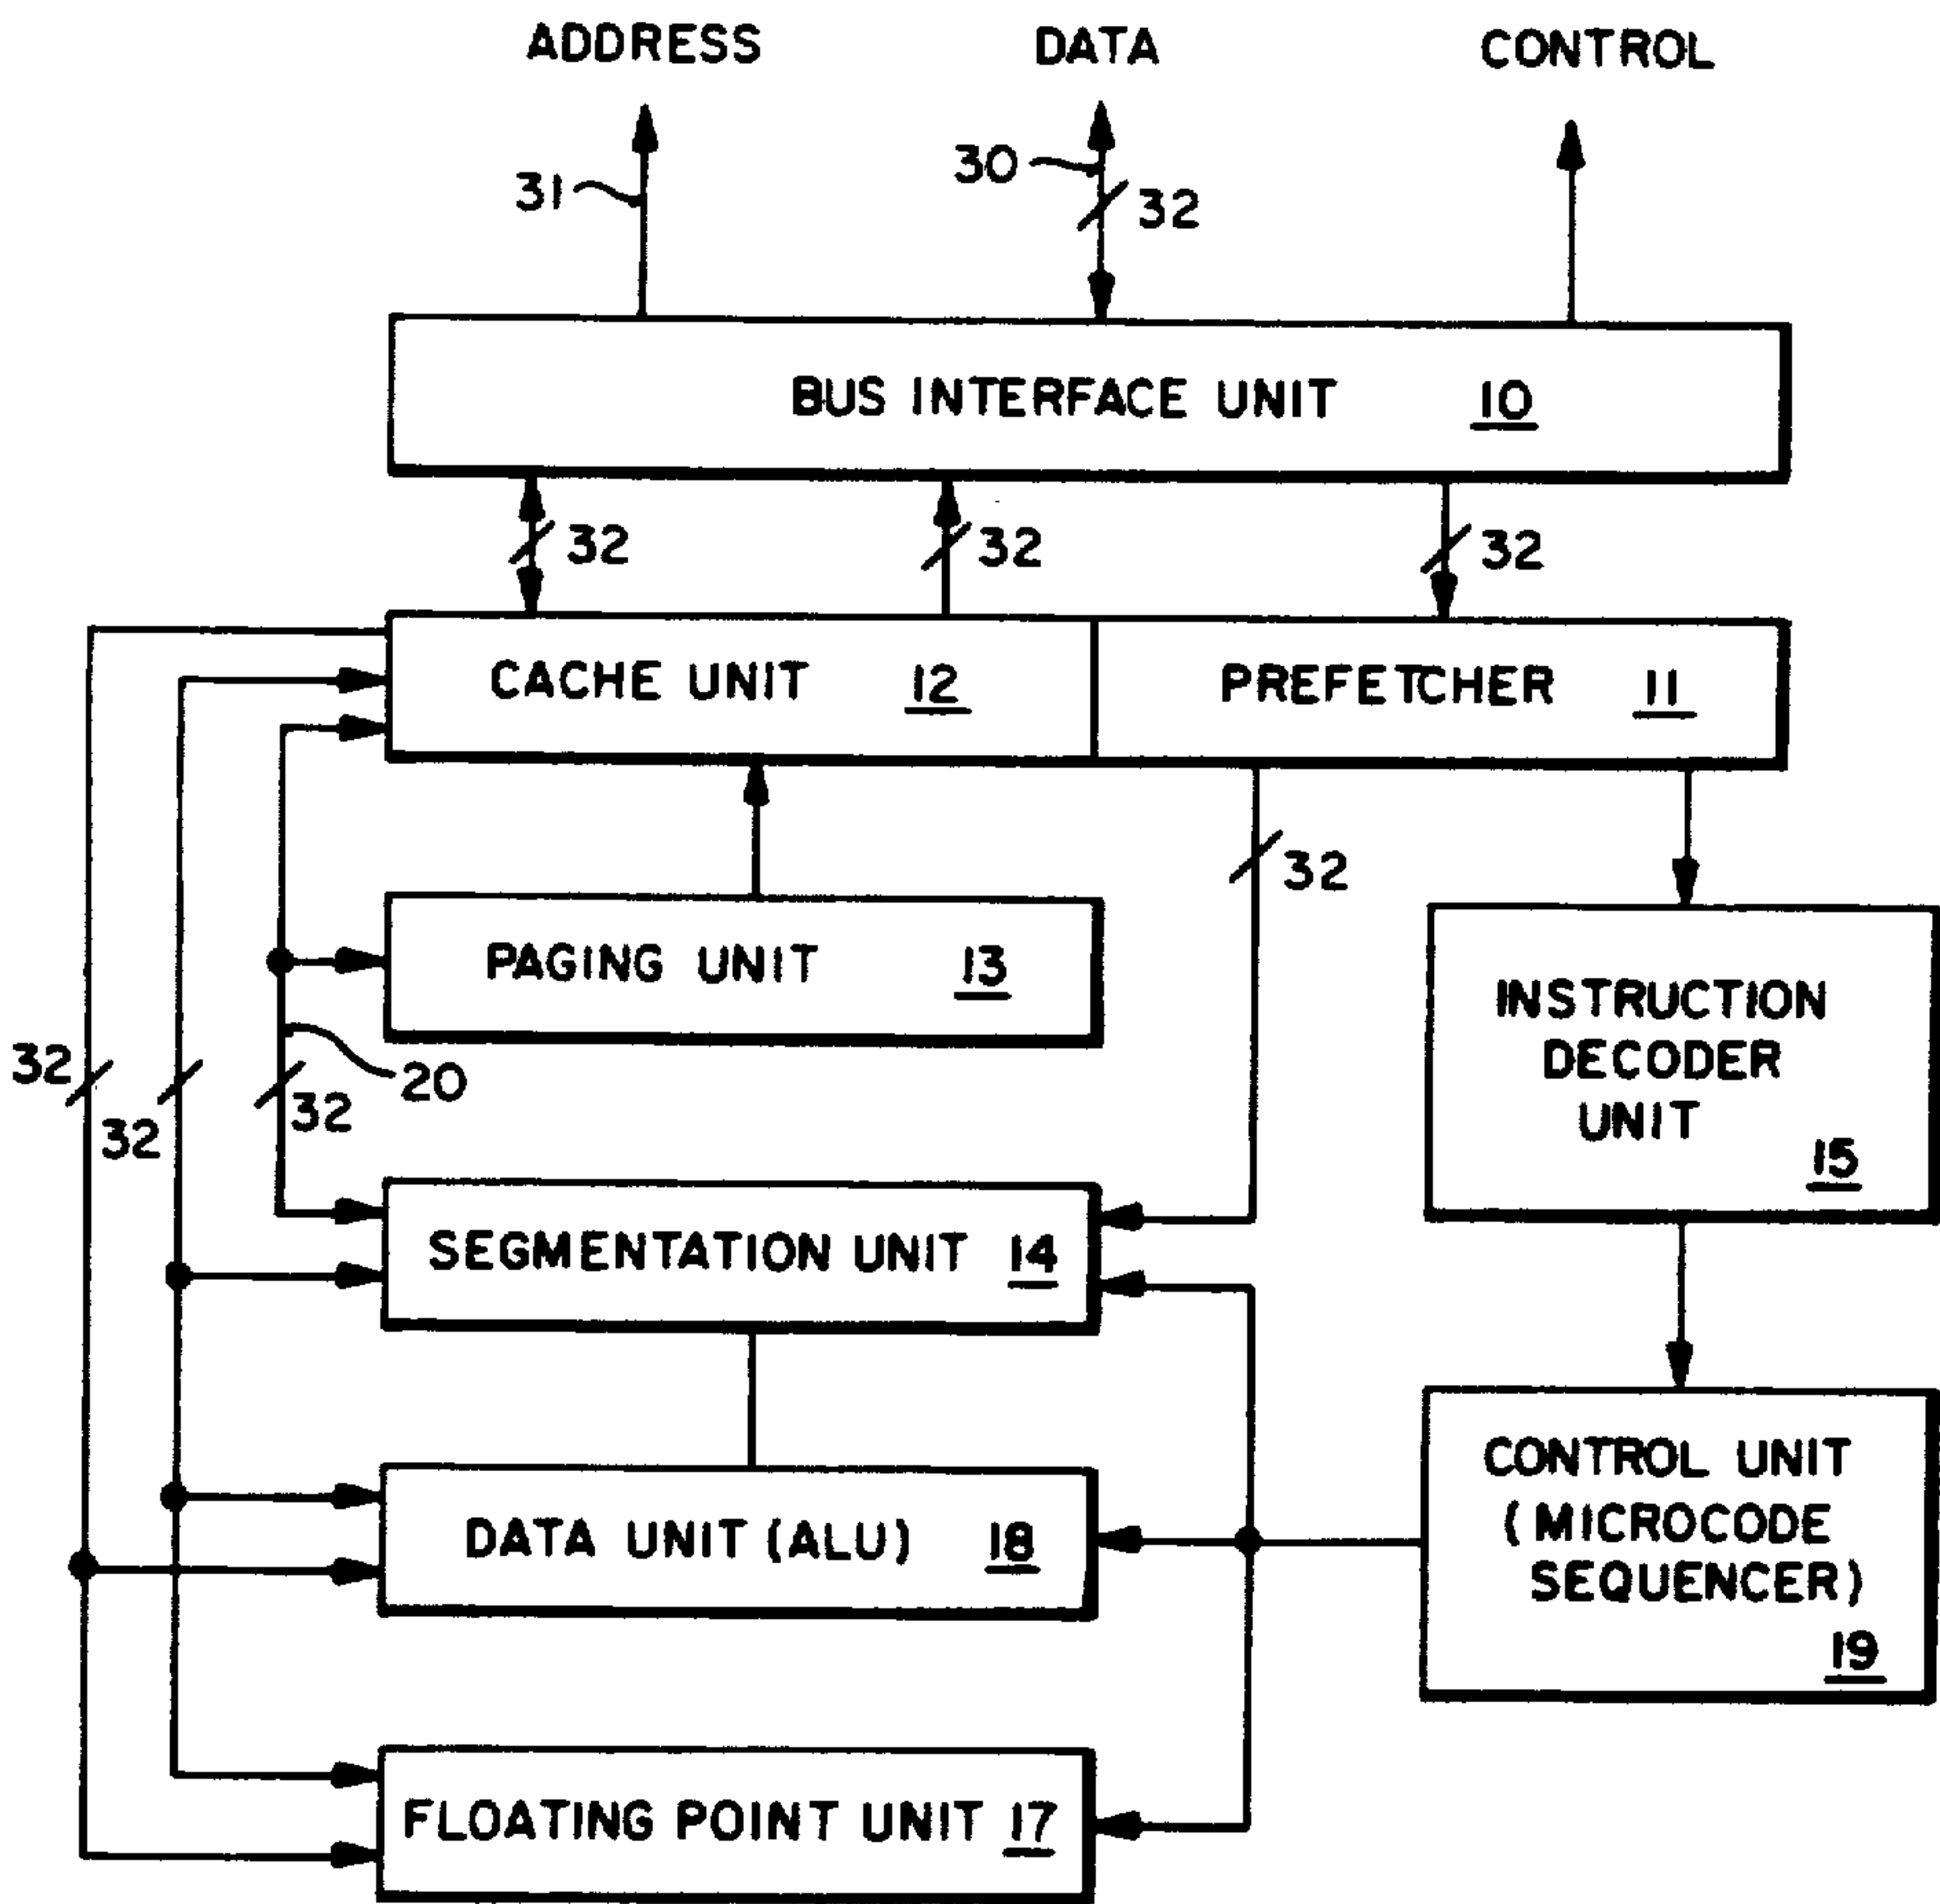 ADDRESS
DATA
CONTROL
31
30
32
BUS INTERFACE UNIT 10
32
32
32
CACHE UNIT 12
PREFETCHER 11
32
PAGING UNIT 13
INSTRUCTION
DECODER
UNIT
15
32
32
32
20
SEGMENTATION UNIT 14
CONTROL UNIT
(MICROCODE
SEQUENCER)
19
DATA UNIT (ALU) 18
FLOATING POINT UNIT 17